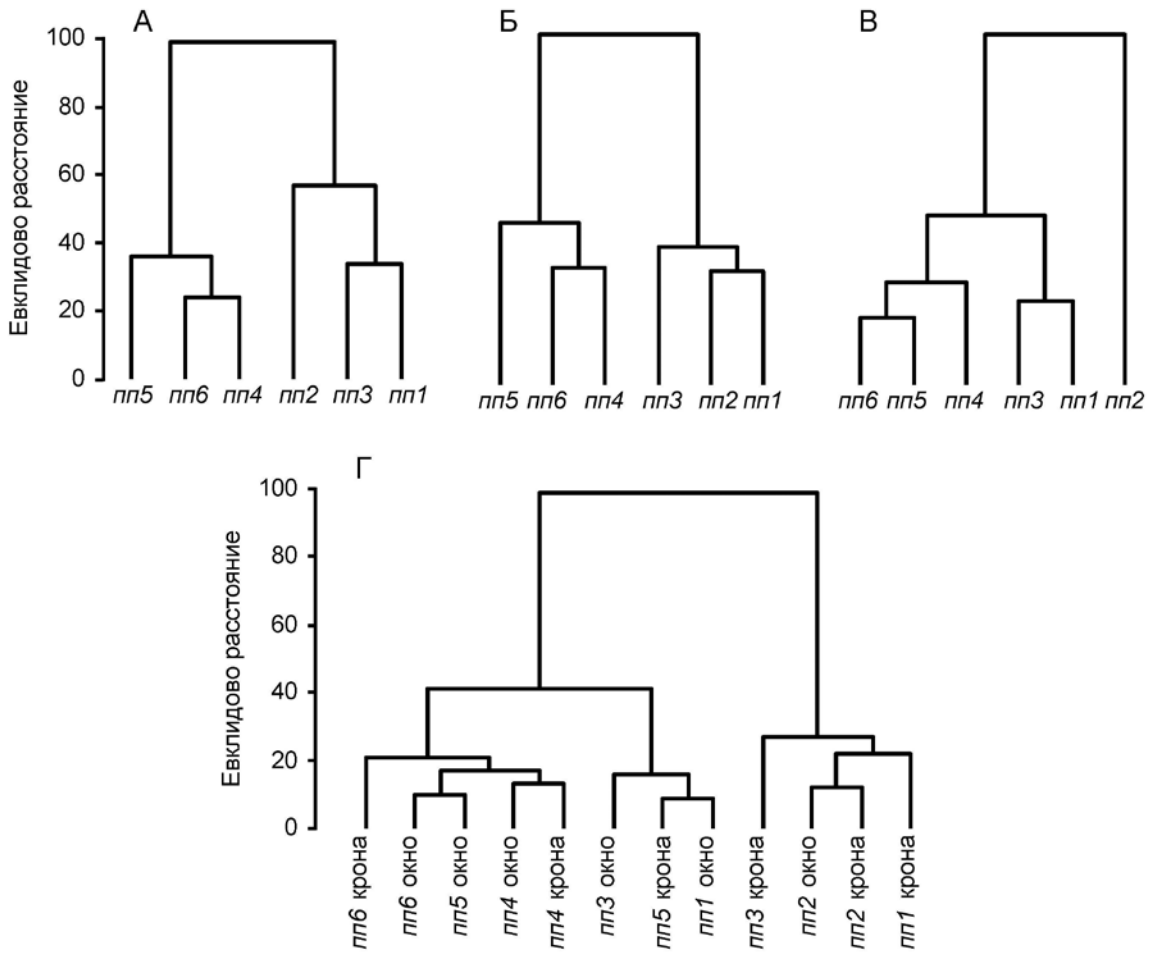 А
Б
В
Евклидово расстояние
100
80
60
40
20
0
пп5 пп6 пп4 пп2 пп3 пп1
пп5 пп6 пп4 пп3 пп2 пп1
пп6 пп5 пп4 пп3 пп1 пп2
Г
Евклидово расстояние
100
80
60
40
20
0
пп6 крона
пп6 окно
пп5 окно
пп4 окно
пп4 крона
пп3 окно
пп5 крона
пп1 окно
пп3 крона
пп2 окно
пп2 крона
пп1 крона